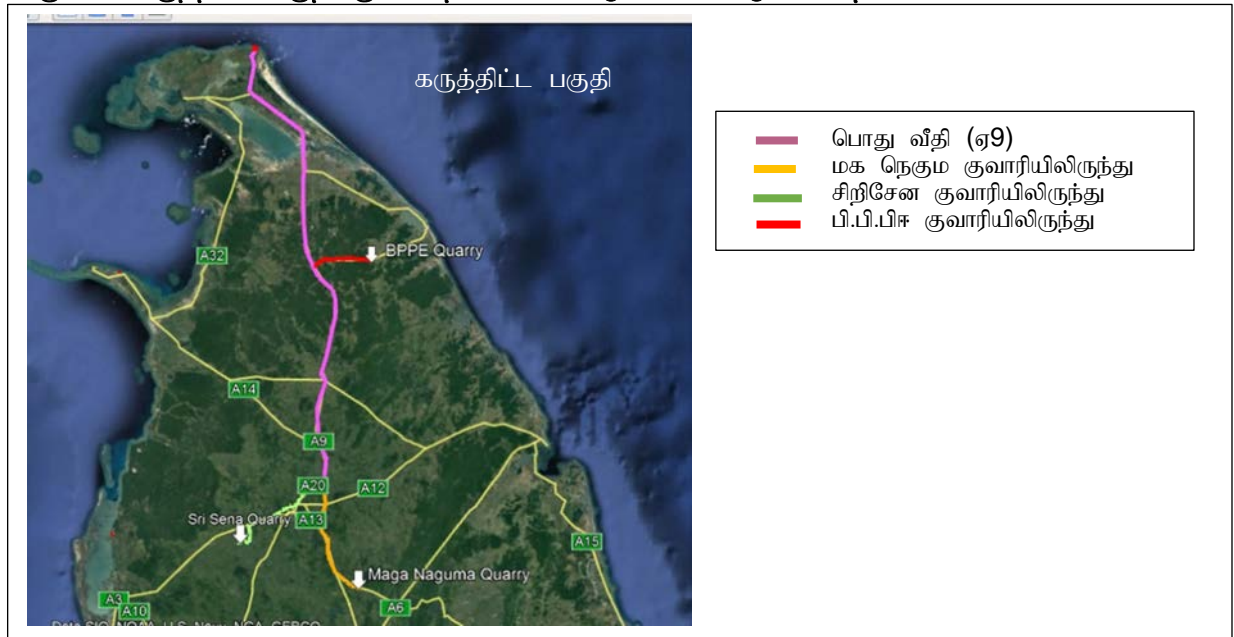 கருத்திட்ட பகுதி
பொது வீதி (ஏ9)
மக நெகும குவாரியிலிருந்து
சிறிசேன குவாரியிலிருந்து
பி.பி.பிஈ குவாரியிலிருந்து
A32
BPPE Quarry
A14
A9
A20
A12
Sri Sena Quarry
A13
A15
Maga Naguma Quarry
A3
A6
A10